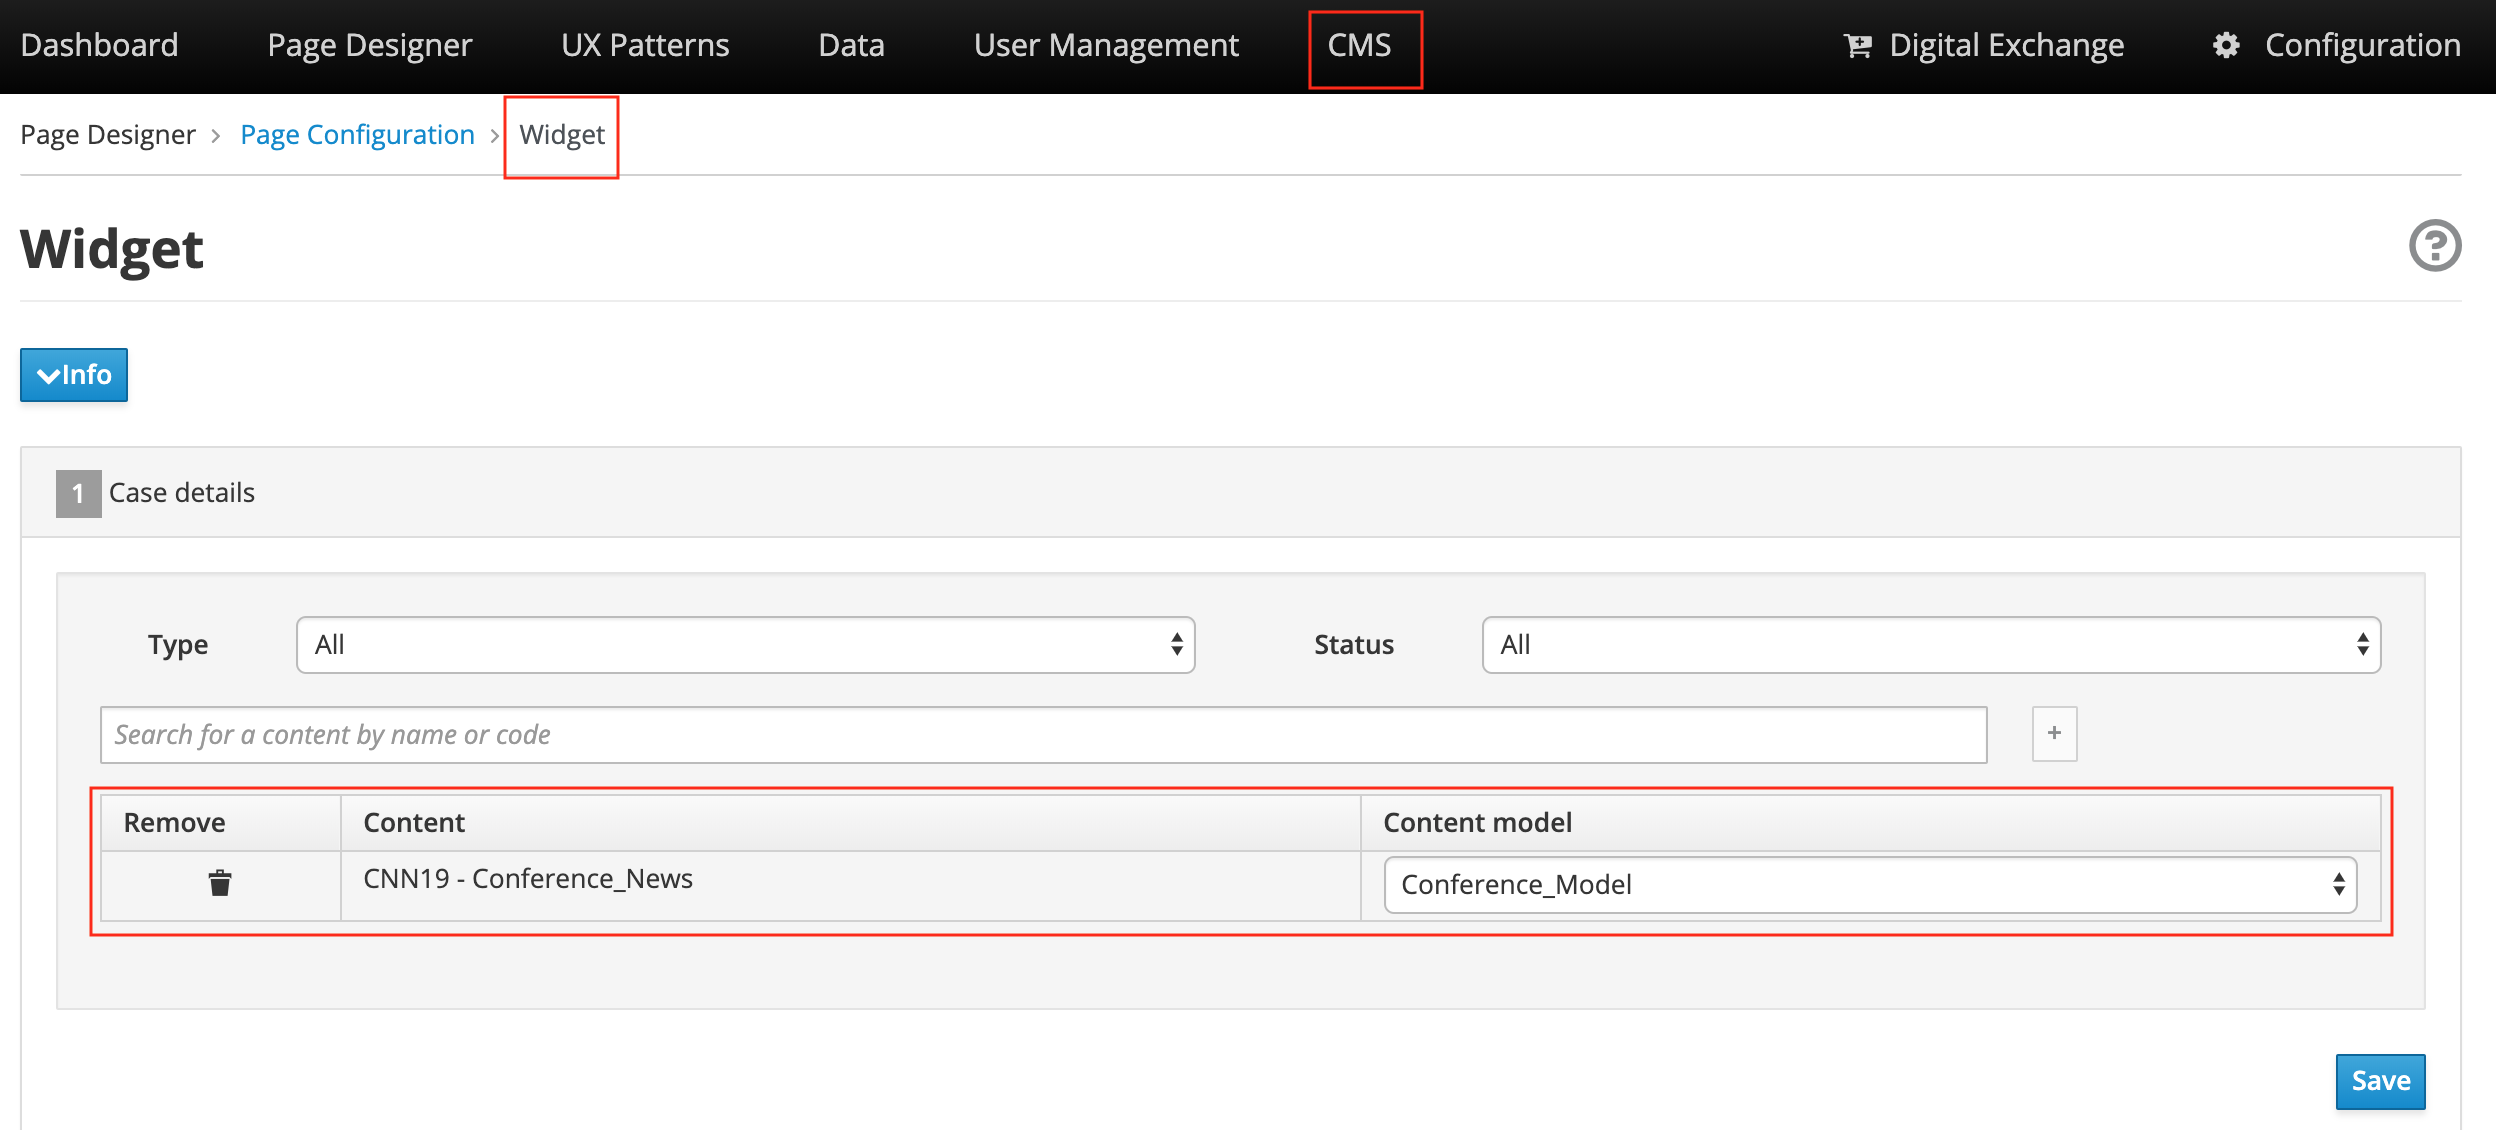 Dashboard Page Designer UX Patterns Data User Management CMS Digital Exchange Configuration
Page Designer > Page Configuration > Widget
Widget
Info
1 Case details
Type All Status All
Search for a content by name or code +
Remove Content Content model
CNN19 - Conference_News Conference_Model
Save